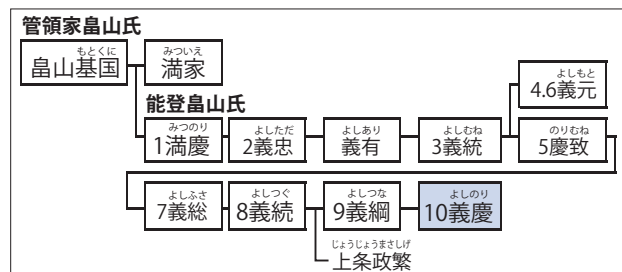 管領家畠山氏
もとくに
畠山基国
みついえ
満家
能登畠山氏
よしもと
4.6義元
みつのり
1満慶
よしただ
2義忠
よしあり
義有
よしむね
3義統
のりむね
5慶致
よしふさ
7義総
よしつぐ
8義続
よしつな
9義綱
よしのり
10義慶
じょうじょうまさしげ
上条政繁